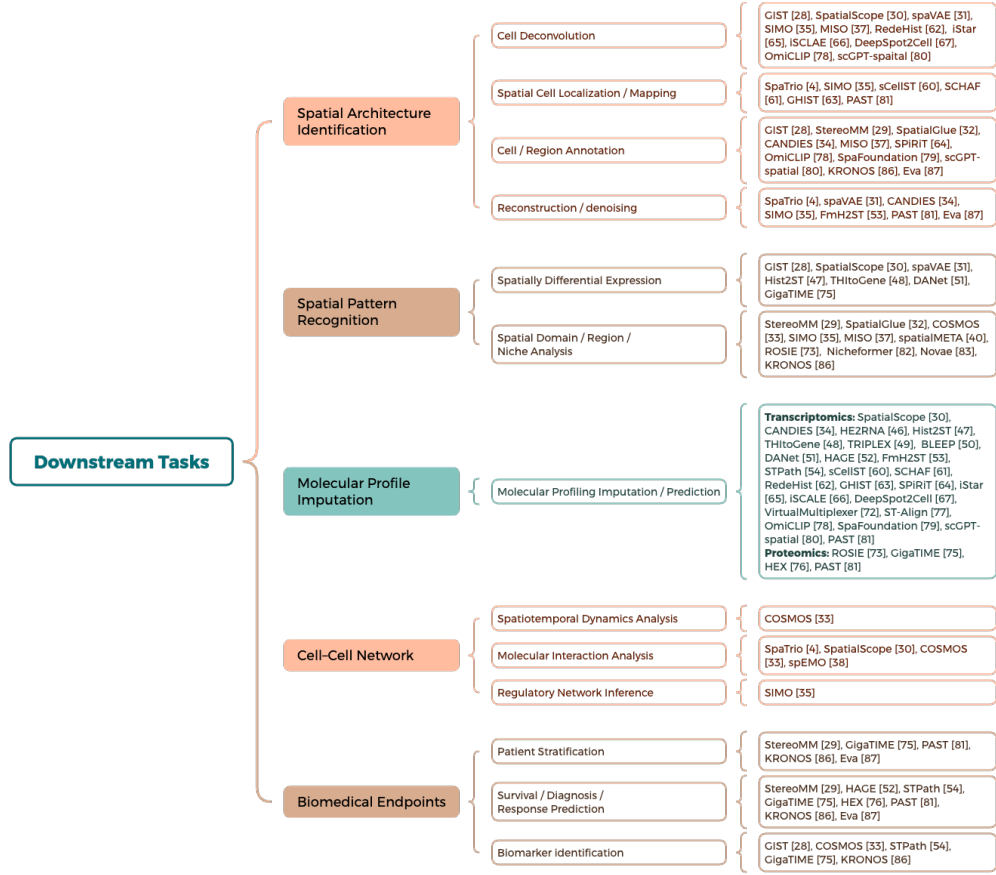 Downstream Tasks
Spatial Architecture
Identification
Cell Deconvolution
GIST [28], SpatialScope [30], spaVAE [31],
SIMO [35], MISO [37], RedeHist [62], iStar
[65], iSCLAE [66], DeepSpot2Cell [67],
OmiCLIP [78], scGPT-spaital [80]
Spatial Cell Localization / Mapping
SpaTrio [4], SIMO [35], sCellST [60], SCHAF
[61], GHIST [63], PAST [81]
Cell / Region Annotation
GIST [28], StereoMM [29], SpatialGlue [32],
CANDIES [34], MISO [37], SPiRiT [64],
OmiCLIP [78], SpaFoundation [79], scGPT-
spatial [80], KRONOS [86], Eva [87]
Reconstruction / denoising
SpaTrio [4], spaVAE [31], CANDIES [34],
SIMO [35], FmH2ST [53], PAST [81], Eva [87]
Spatial Pattern
Recognition
Spatially Differential Expression
GIST [28], SpatialScope [30], spaVAE [31],
Hist2ST [47], THItoGene [48], DANet [51],
GigaTIME [75]
Spatial Domain / Region /
Niche Analysis
StereoMM [29], SpatialGlue [32], COSMOS
[33], SIMO [35], MISO [37], spatialMETA [40],
ROSIE [73], Nicheformer [82], Novae [83],
KRONOS [86]
Molecular Profile
Imputation
Molecular Profiling Imputation / Prediction
Transcriptomics: SpatialScope [30],
CANDIES [34], HE2RNA [46], Hist2ST [47],
THItoGene [48], TRIPLEX [49], BLEEP [50],
DANet [51], HAGE [52], FmH2ST [53],
STPath [54], sCellST [60], SCHAF [61],
RedeHist [62], GHIST [63], SPiRiT [64], iStar
[65], iSCALE [66], DeepSpot2Cell [67],
VirtualMultiplexer [72], ST-Align [77],
OmiCLIP [78], SpaFoundation [79], scGPT-
spatial [80], PAST [81]
Proteomics: ROSIE [73], GigaTIME [75],
HEX [76], PAST [81]
Cell–Cell Network
Spatiotemporal Dynamics Analysis
COSMOS [33]
Molecular Interaction Analysis
SpaTrio [4], SpatialScope [30], COSMOS
[33], spEMO [38]
Regulatory Network Inference
SIMO [35]
Biomedical Endpoints
Patient Stratification
StereoMM [29], GigaTIME [75], PAST [81],
KRONOS [86], Eva [87]
Survival / Diagnosis /
Response Prediction
StereoMM [29], HAGE [52], STPath [54],
GigaTIME [75], HEX [76], PAST [81],
KRONOS [86], Eva [87]
Biomarker identification
GIST [28], COSMOS [33], STPath [54],
GigaTIME [75], KRONOS [86]